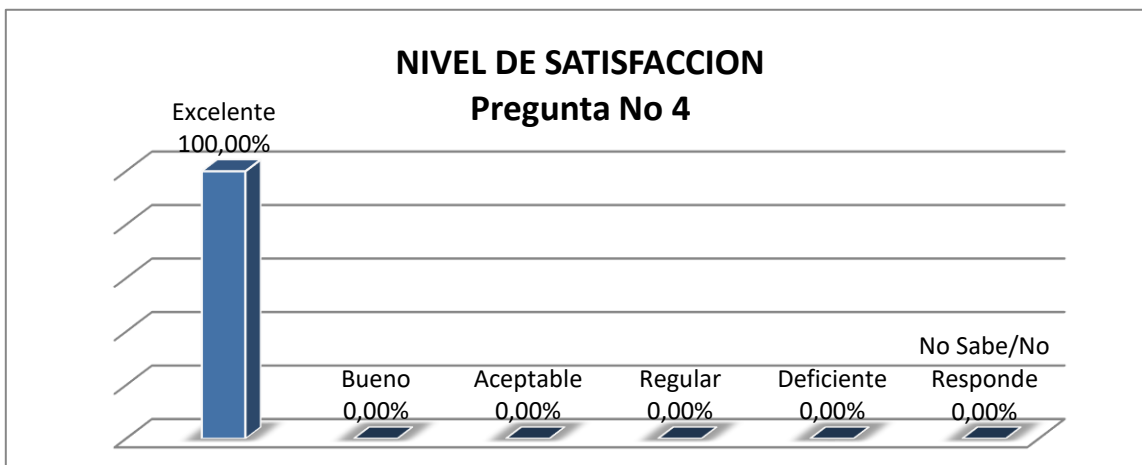 NIVEL DE SATISFACCION
Pregunta No 4
Excelente
100,00%
Bueno
0,00%
Aceptable
0,00%
Regular
0,00%
Deficiente
0,00%
No Sabe/No
Responde
0,00%